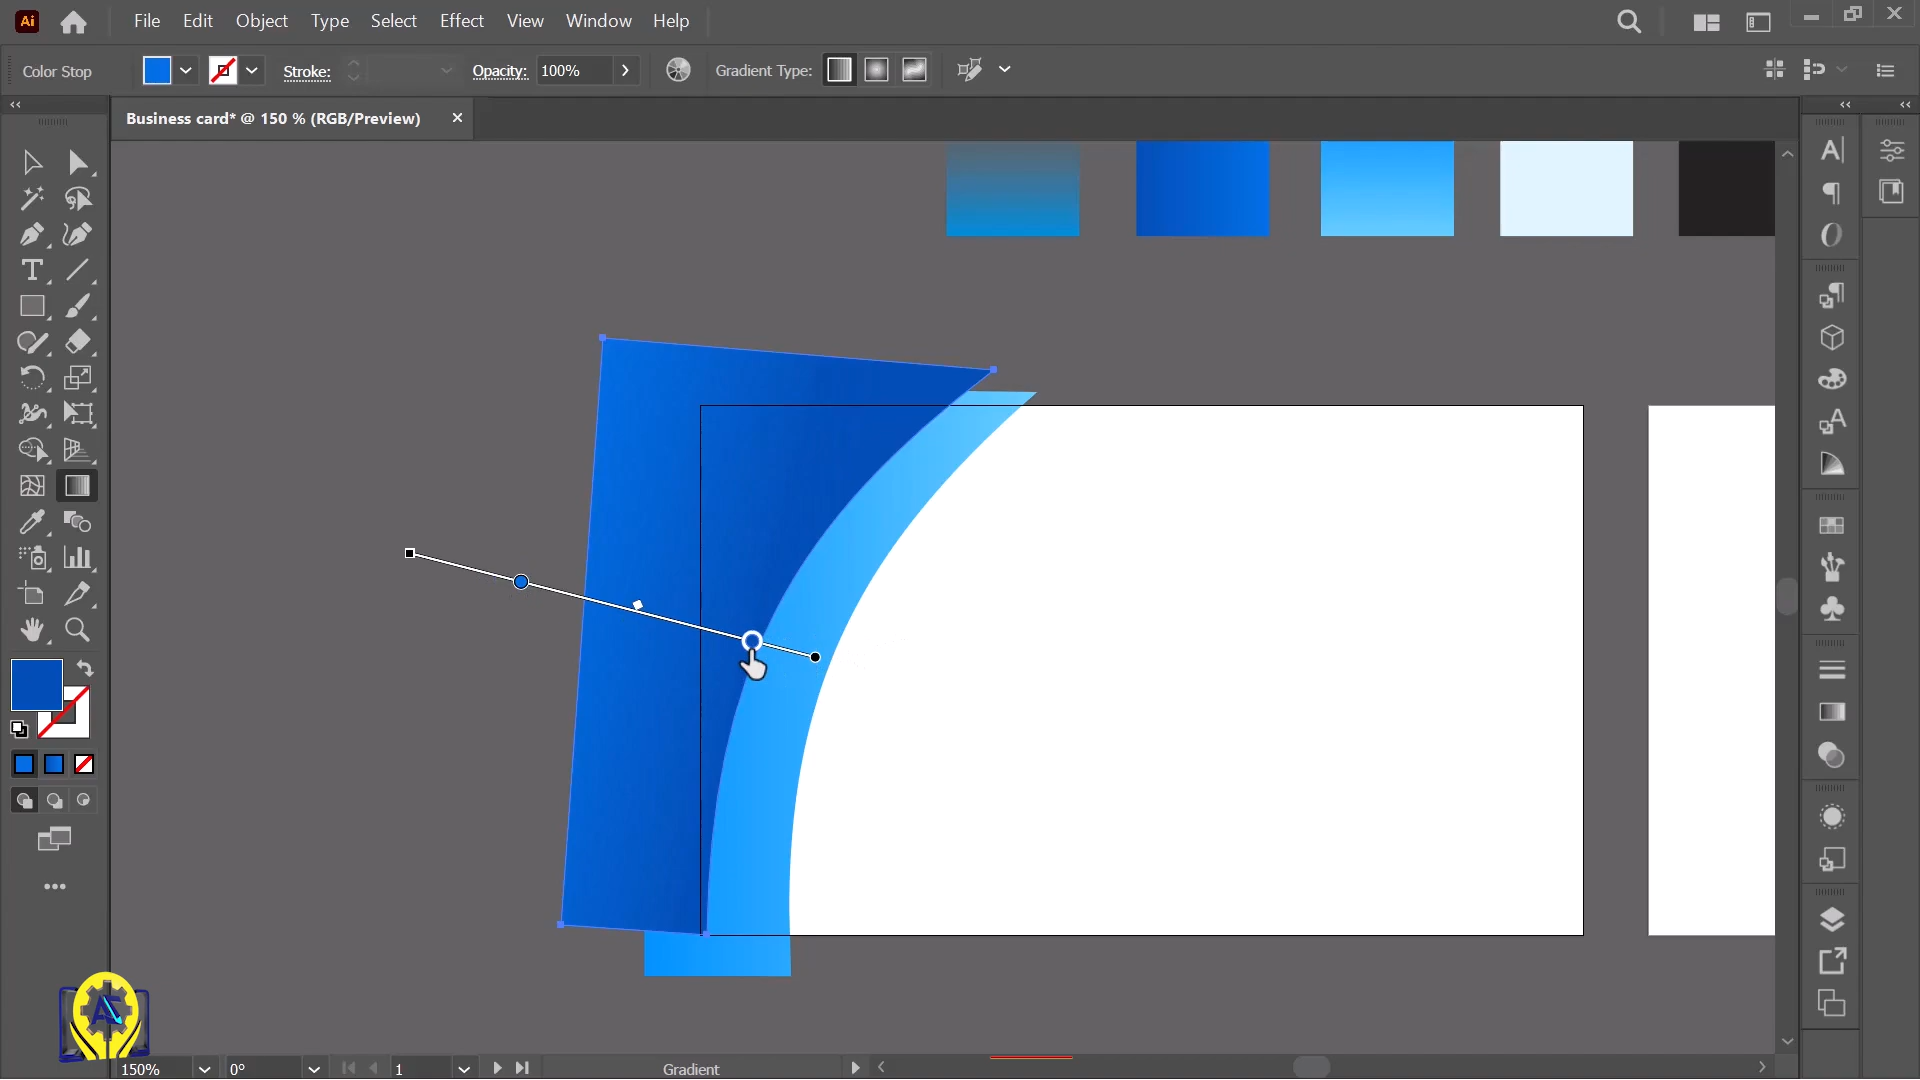 Ai File Edit Object Type Select Effect View Window Help
Color Stop Stroke: Opacity: 100% Gradient Type:
Business card* @ 150 % (RGB/Preview)
150% 0° 1 Gradient